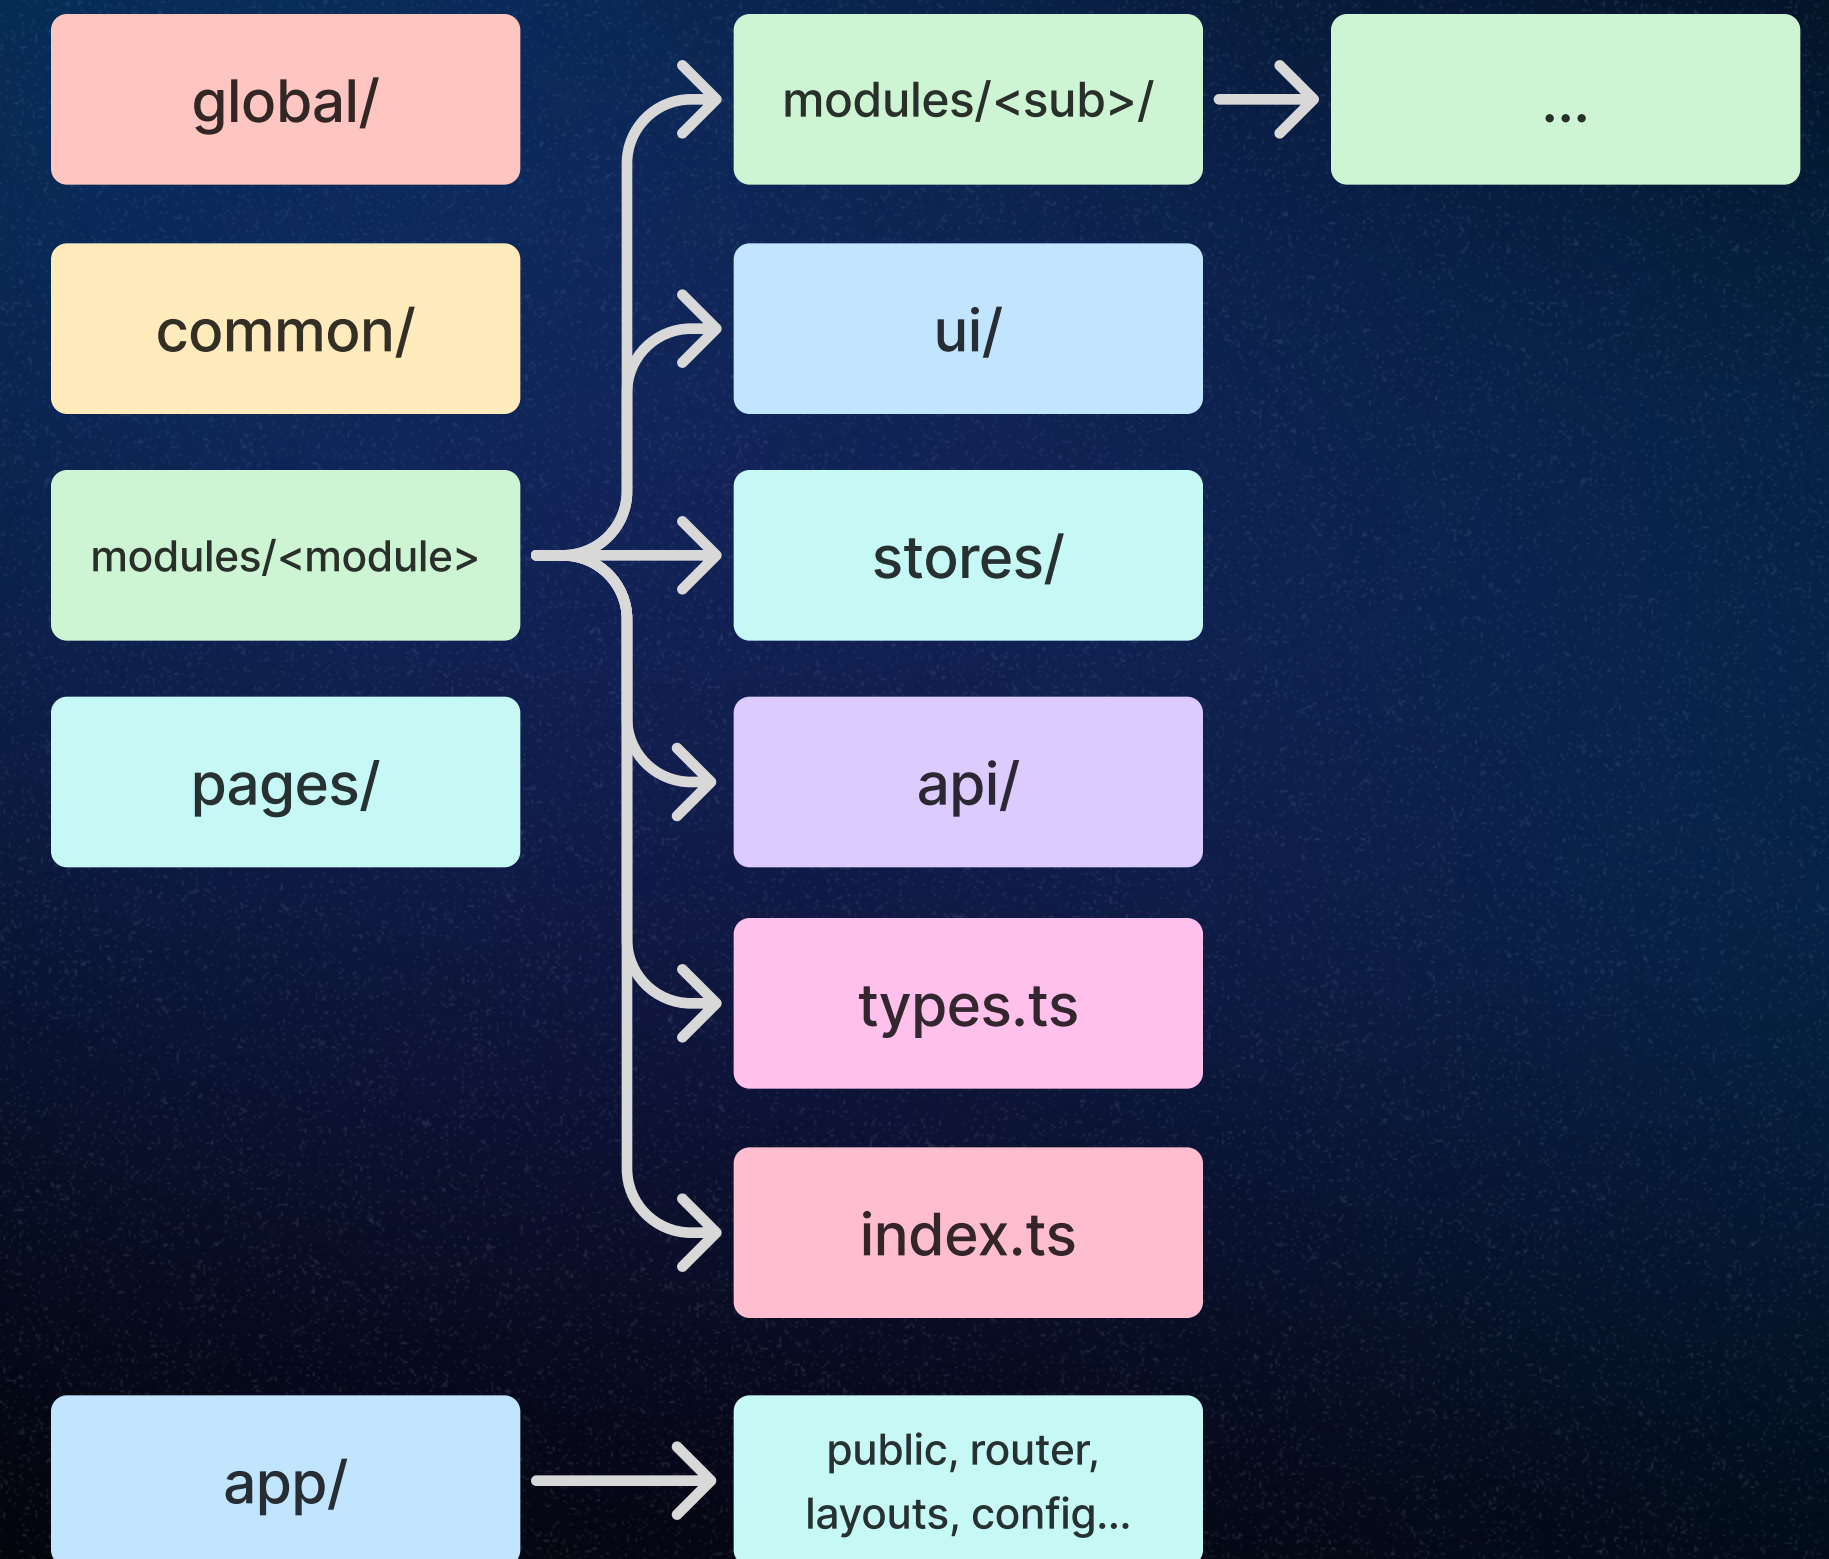 global/
common/
modules/<module>
pages/
modules/<sub>/
...
ui/
stores/
api/
types.ts
index.ts
app/
public, router,
layouts, config...